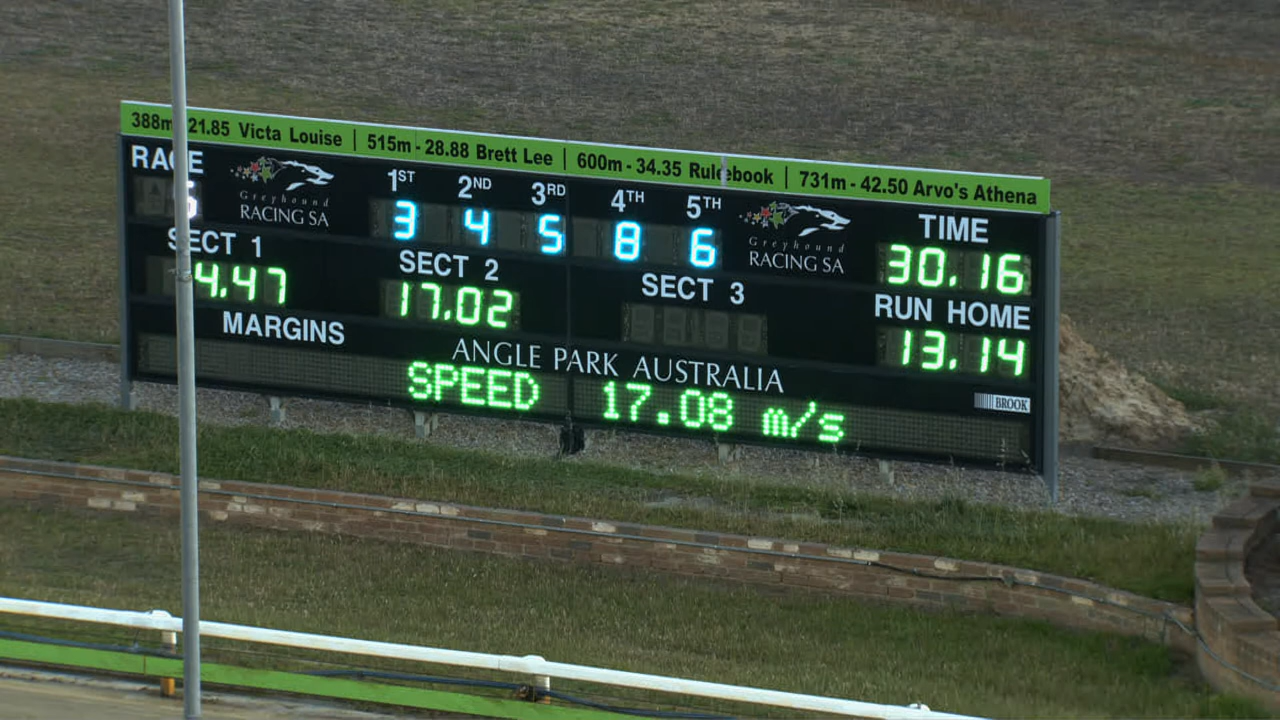 388m - 21.85 Victa Louise | 515m - 28.88 Brett Lee | 600m - 34.35 Rulebook | 731m - 42.50 Arvo's Athena
RACE
Greyhound
RACING SA
1ST 2ND 3RD 4TH 5TH
3 4 5 8 6
Greyhound
RACING SA
TIME
30.16
SECT 1
4.47
SECT 2
17.02
SECT 3
RUN HOME
13.14
MARGINS
ANGLE PARK AUSTRALIA
SPEED 17.08 m/s
BROOK